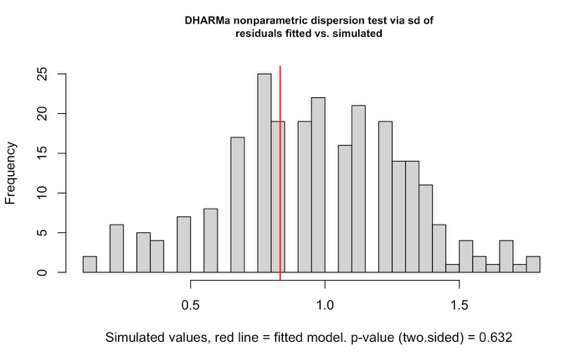 DHARMa nonparametric dispersion test via sd of
residuals fitted vs. simulated
Frequency
25
20
15
10
5
0
0.5 1.0 1.5
Simulated values, red line = fitted model. p-value (two.sided) = 0.632